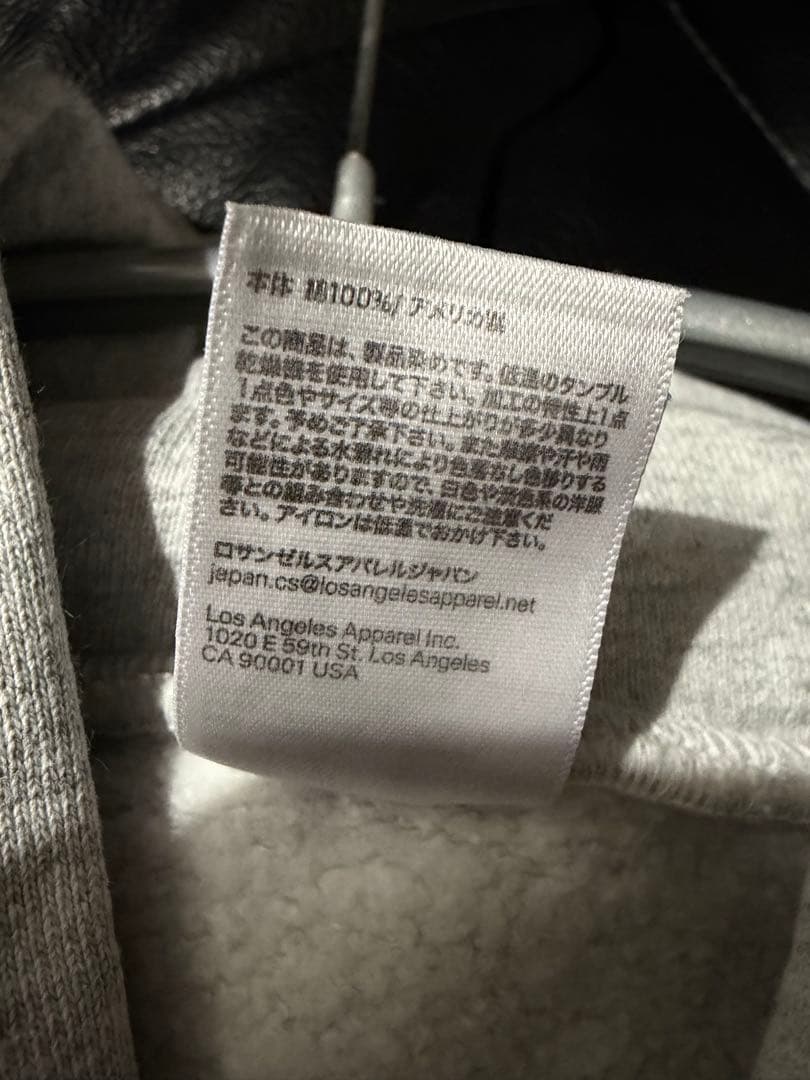 本体 綿100%/アメリカ製
この商品は、製品染めです。低温のタンブル
乾燥機を使用して下さい。加工の特性上1点
1点色やサイズ等の仕上がりが多少異なり
ます。予めご了承下さい。また摩擦や汗や雨
などによる水濡れにより色落ちし色移りする
可能性がありますので、白色や淡色系の洋服
等との組み合わせや洗濯にご注意くだ
さい。アイロンは低温でおかけ下さい。
ロサンゼルスアパレルジャパン
japan.cs@losangelesapparel.net
Los Angeles Apparel Inc.
1020 E 59th St. Los Angeles
CA 90001 USA